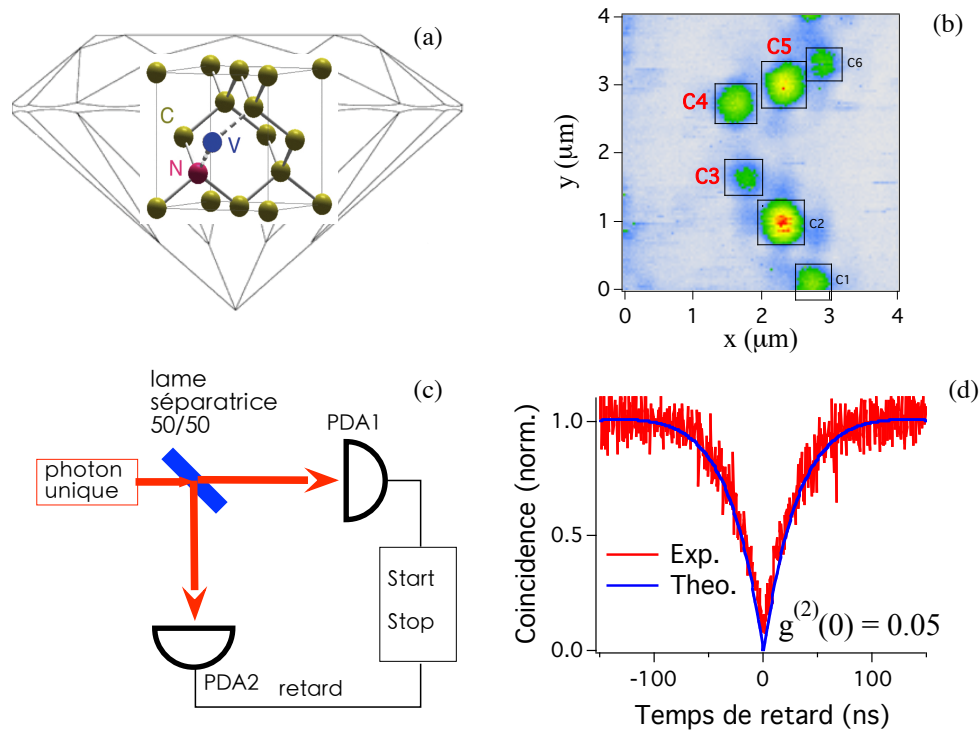 (a)
C
V
N
(b)
4
3
2
1
0
y (μm)
C5
C6
C4
C3
C2
C1
0
1
2
3
4
x (μm)
(c)
lame
séparatrice
50/50
PDA1
photon
unique
Start
Stop
PDA2
retard
(d)
1.0
0.5
0.0
Coincidence (norm.)
Exp.
Theo.
g(2)(0) = 0.05
-100
0
100
Temps de retard (ns)